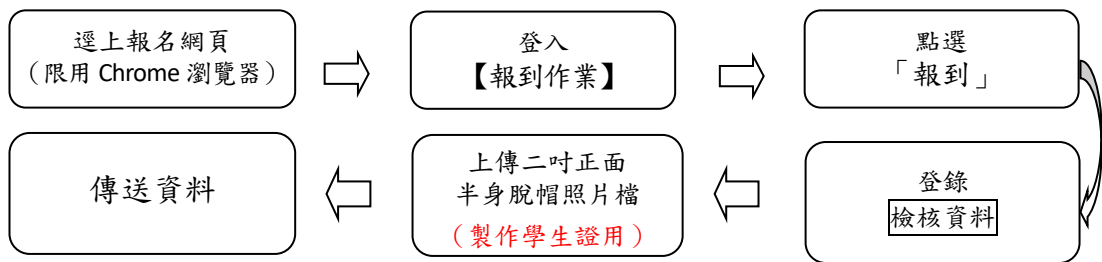 逕上報名網頁
（限用 Chrome 瀏覽器）
登入
【報到作業】
點選
「報到」
登錄
檢核資料
上傳二吋正面
半身脫帽照片檔
（製作學生證用）
傳送資料